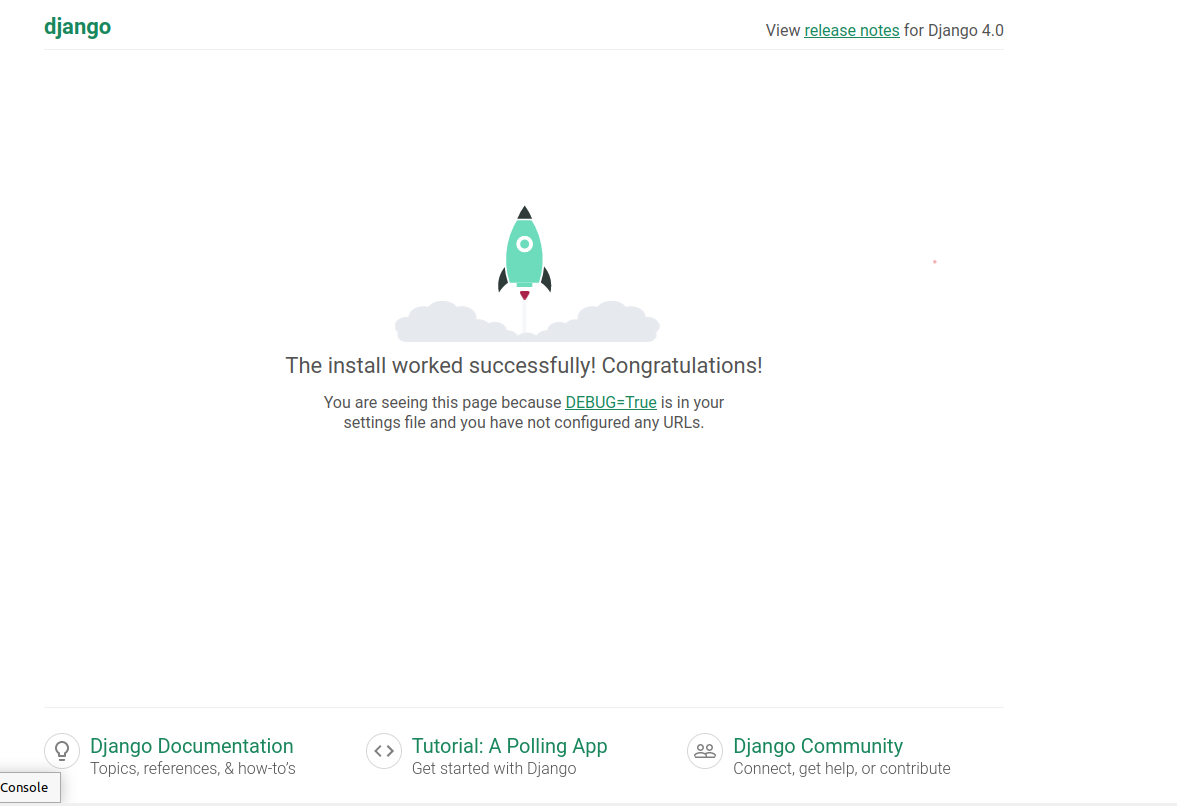 django
View release notes for Django 4.0
The install worked successfully! Congratulations!
You are seeing this page because DEBUG=True is in your
settings file and you have not configured any URLs.
Django Documentation
Topics, references, & how-to’s
Tutorial: A Polling App
Get started with Django
Django Community
Connect, get help, or contribute
Console